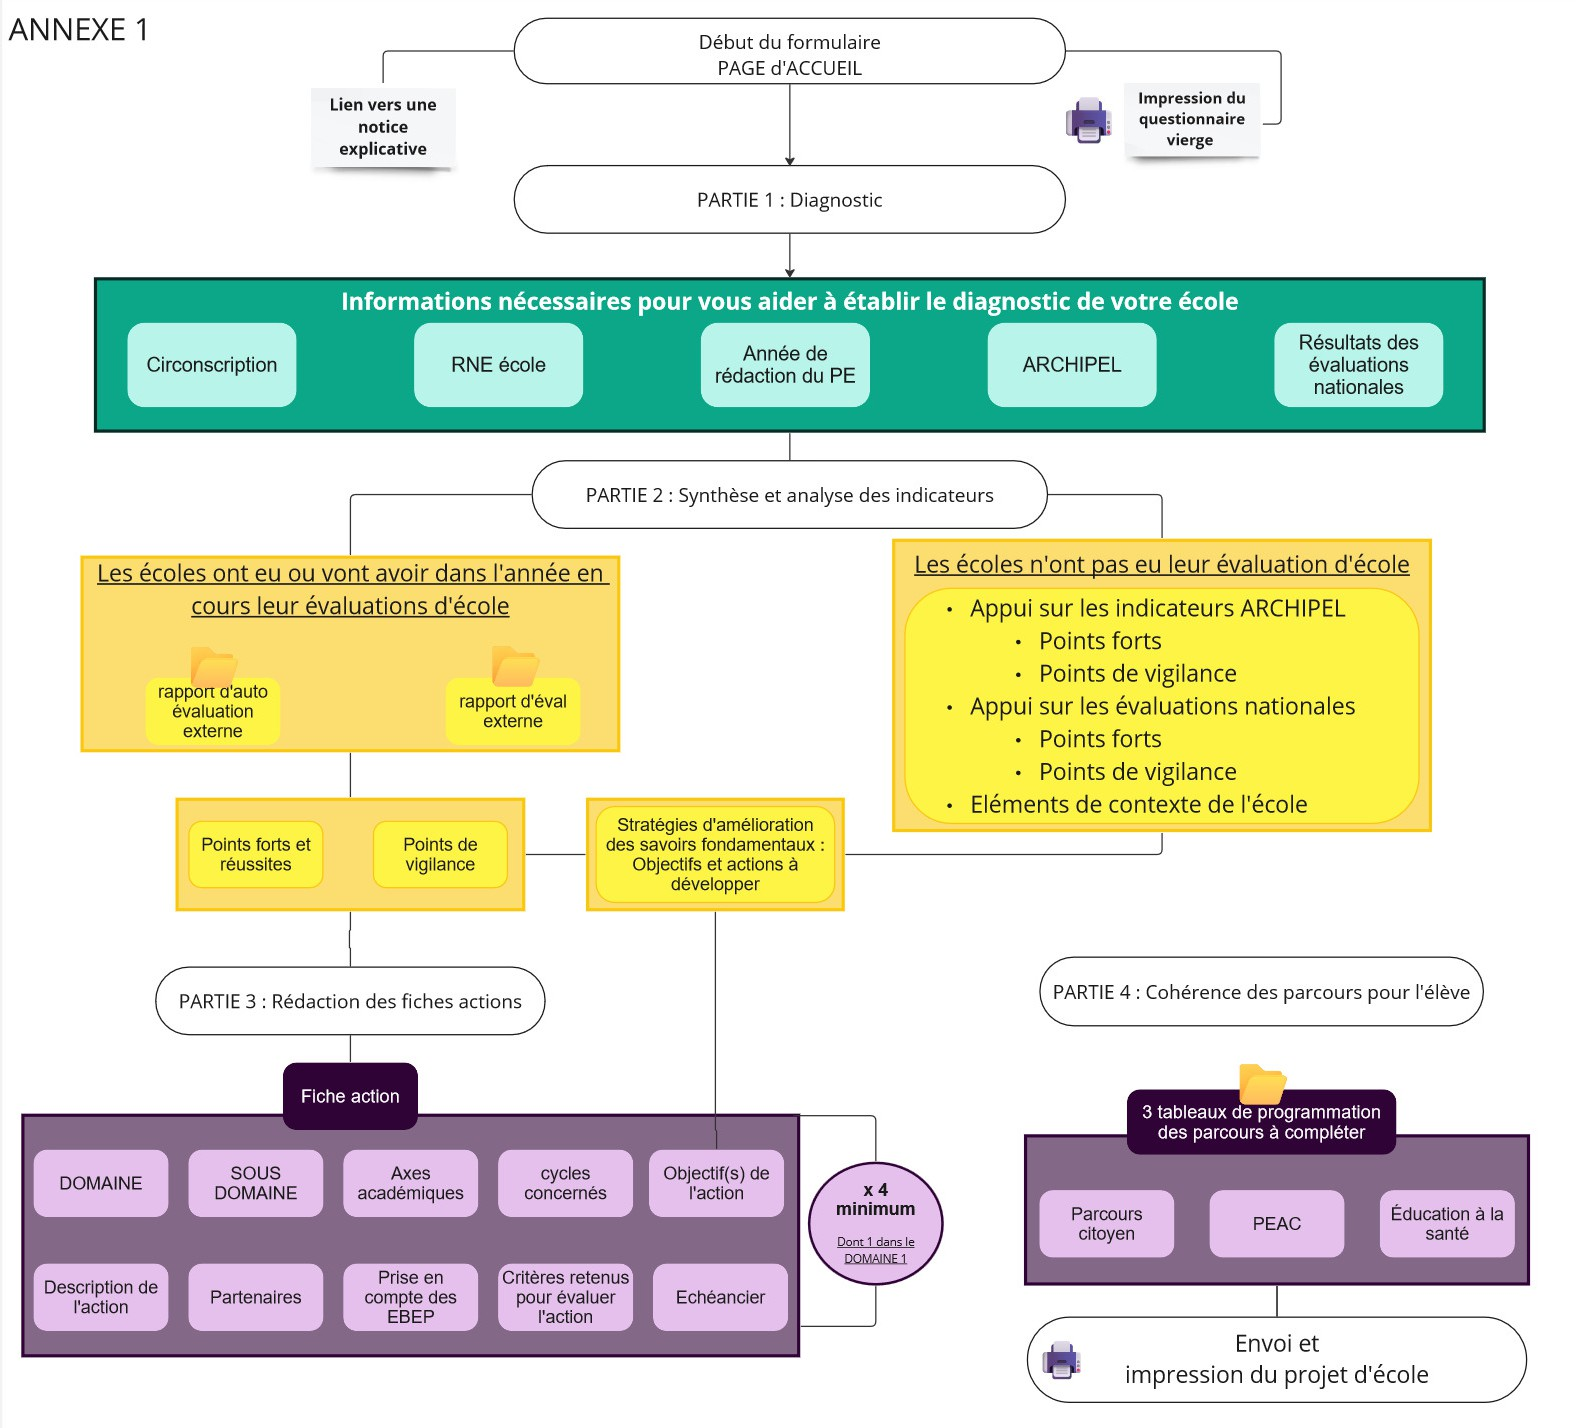 ANNEXE 1
Début du formulaire
PAGE d'ACCUEIL
Lien vers une
notice
explicative
Impression du
questionnaire
vierge
PARTIE 1 : Diagnostic
Informations nécessaires pour vous aider à établir le diagnostic de votre école
Circonscription
RNE école
Année de
rédaction du PE
ARCHIPEL
Résultats des
évaluations
nationales
PARTIE 2 : Synthèse et analyse des indicateurs
Les écoles ont eu ou vont avoir dans l'année en
cours leur évaluations d'école
rapport d'auto
évaluation
externe
rapport d'éval
externe
Les écoles n'ont pas eu leur évaluation d'école
• Appui sur les indicateurs ARCHIPEL
• Points forts
• Points de vigilance
• Appui sur les évaluations nationales
• Points forts
• Points de vigilance
• Eléments de contexte de l'école
Points forts et
réussites
Points de
vigilance
Stratégies d'amélioration
des savoirs fondamentaux :
Objectifs et actions à
développer
PARTIE 3 : Rédaction des fiches actions
Fiche action
DOMAINE
SOUS
DOMAINE
Axes
académiques
cycles
concernés
Objectif(s) de
l'action
Description de
l'action
Partenaires
Prise en
compte des
EBEP
Critères retenus
pour évaluer
l'action
Echéancier
x 4
minimum
Dont 1 dans le
DOMAINE 1
PARTIE 4 : Cohérence des parcours pour l'élève
3 tableaux de programmation
des parcours à compléter
Parcours
citoyen
PEAC
Éducation à la
santé
Envoi et
impression du projet d'école